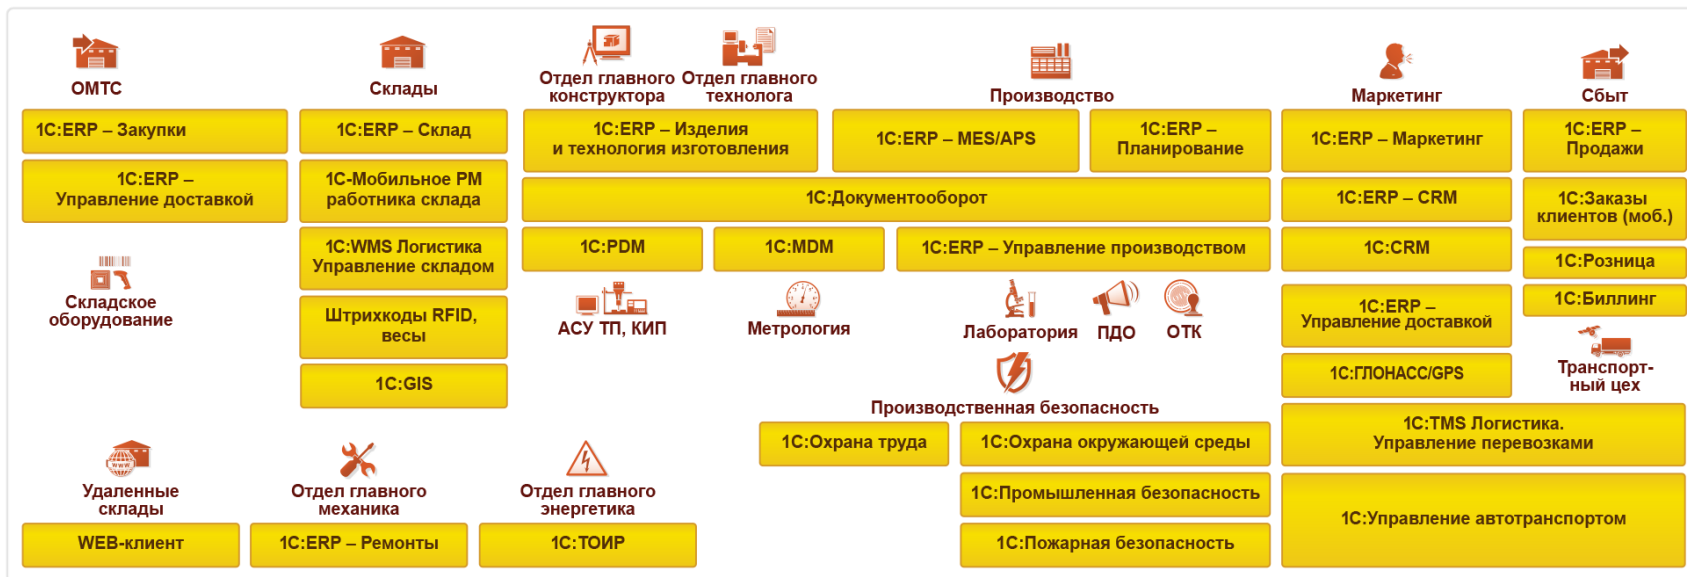 ОМТС
1С:ERP – Закупки
1С:ERP –
Управление доставкой
Складское
оборудование
Склады
1С:ERP – Склад
1С-Мобильное РМ
работника склада
1С:WMS Логистика
Управление складом
Штрихкоды RFID,
весы
1С:GIS
Отдел главного
конструктора
Отдел главного
технолога
1С:ERP – Изделия
и технология изготовления
Производство
1С:ERP – MES/APS
1С:ERP –
Планирование
1С:Документооборот
1С:PDM
1С:MDM
1С:ERP – Управление производством
АСУ ТП, КИП
Метрология
Лаборатория
ПДО
ОТК
Производственная безопасность
1С:Охрана труда
1С:Охрана окружающей среды
1С:Промышленная безопасность
1С:Пожарная безопасность
Маркетинг
1С:ERP – Маркетинг
1С:ERP – CRM
1С:CRM
1С:ERP –
Управление доставкой
1С:ГЛОНАСС/GPS
Сбыт
1С:ERP –
Продажи
1С:Заказы
клиентов (моб.)
1С:Розница
1С:Биллинг
Транспорт-
ный цех
1С:TMS Логистика.
Управление перевозками
1С:Управление автотранспортом
Удаленные
склады
WEB-клиент
Отдел главного
механика
1С:ERP – Ремонты
Отдел главного
энергетика
1С:ТОИР
WWW